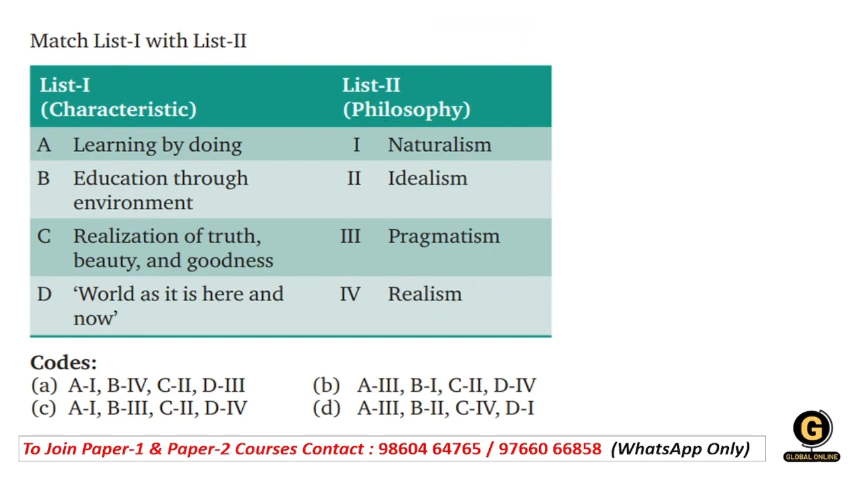 Match List-I with List-II
List-I List-II
(Characteristic) (Philosophy)
A Learning by doing I Naturalism
B Education through II Idealism
environment
C Realization of truth, III Pragmatism
beauty, and goodness
D ‘World as it is here and IV Realism
now’
Codes:
(a) A-I, B-IV, C-II, D-III (b) A-III, B-I, C-II, D-IV
(c) A-I, B-III, C-II, D-IV (d) A-III, B-II, C-IV, D-I
To Join Paper-1 & Paper-2 Courses Contact : 98604 64765 / 97660 66858 (WhatsApp Only)
G
GLOBAL ONLINE